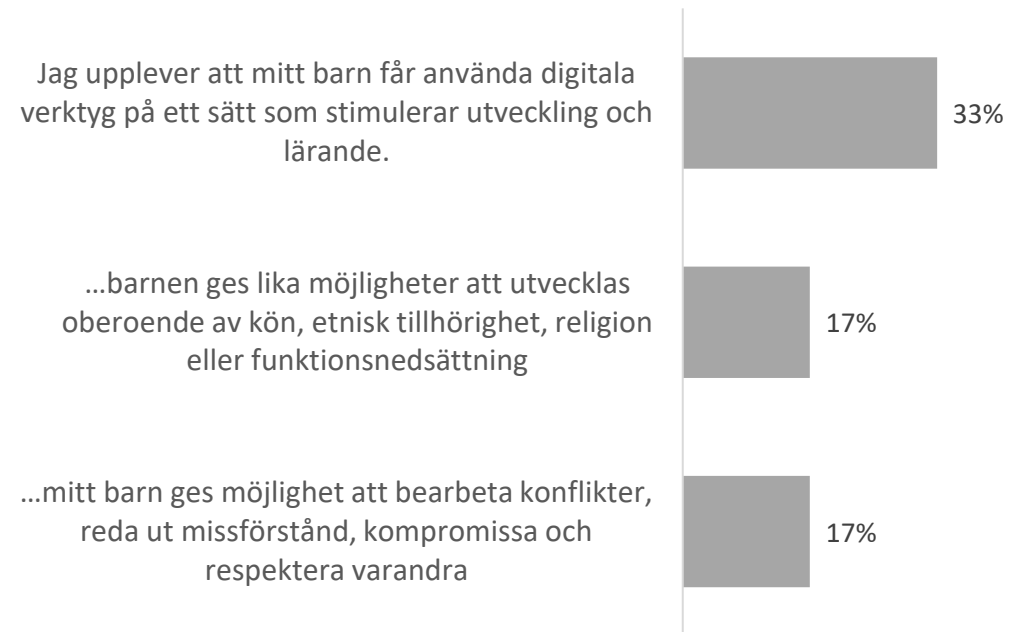 Jag upplever att mitt barn får använda digitala
verktyg på ett sätt som stimulerar utveckling och
lärande.
33%
...barnen ges lika möjligheter att utvecklas
oberoende av kön, etnisk tillhörighet, religion
eller funktionsnedsättning
17%
...mitt barn ges möjlighet att bearbeta konflikter,
reda ut missförstånd, kompromissa och
respektera varandra
17%